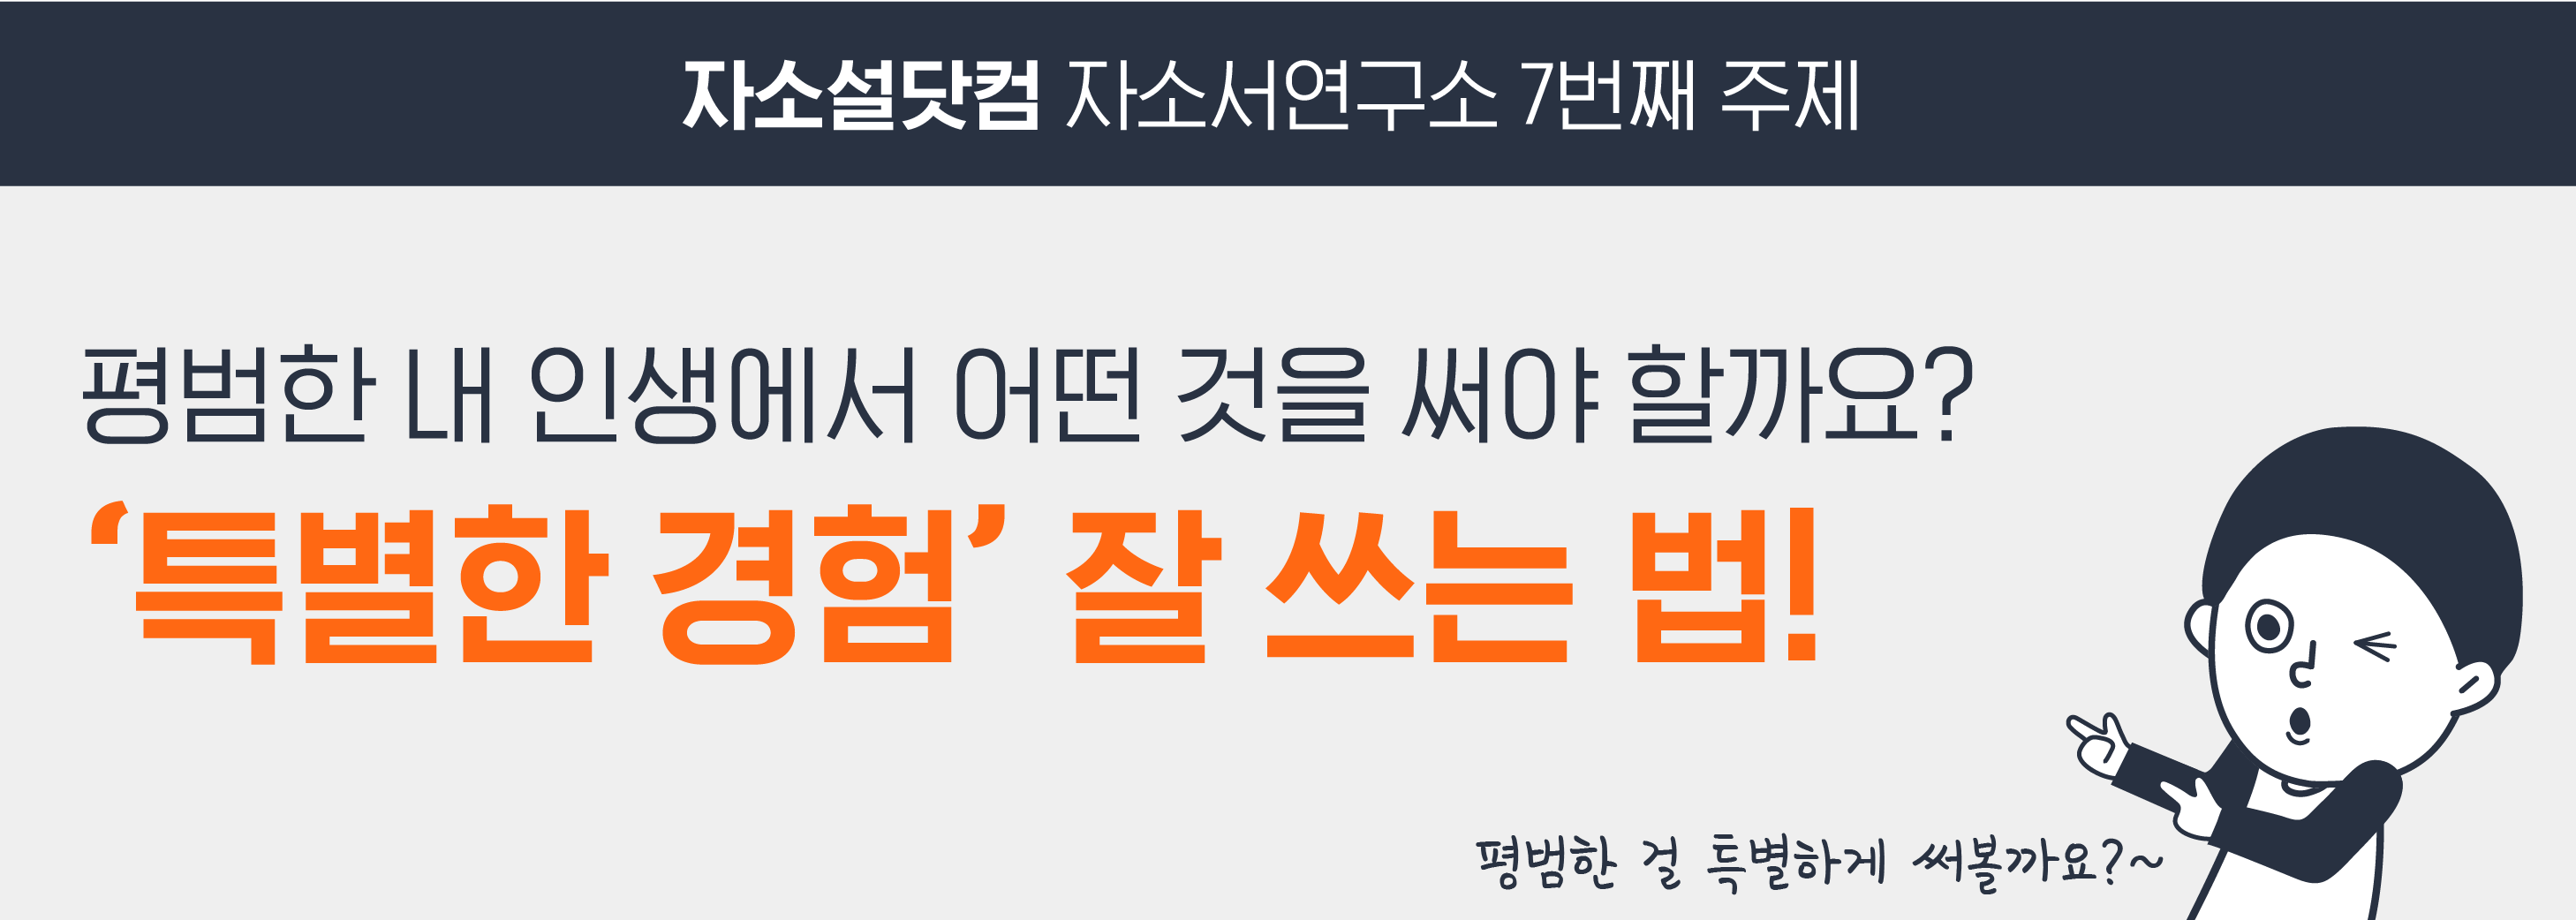 자소설닷컴 자소서연구소 7번째 주제
평범한 내 인생에서 어떤 것을 써야 할까요?
‘특별한 경험’ 잘 쓰는 법!
평범한 걸 특별하게 써볼까요?~